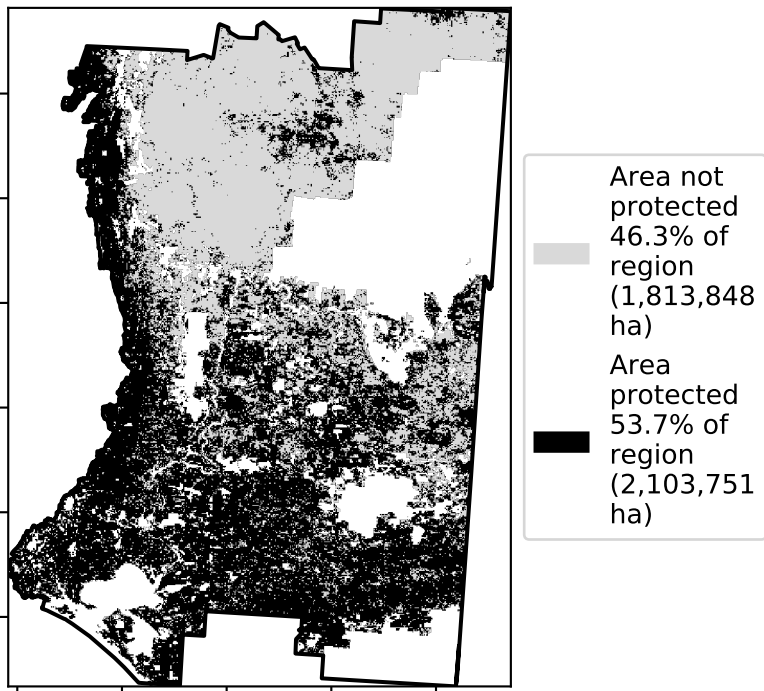 Area not
protected
46.3% of
region
(1,813,848
ha)
Area
protected
53.7% of
region
(2,103,751
ha)